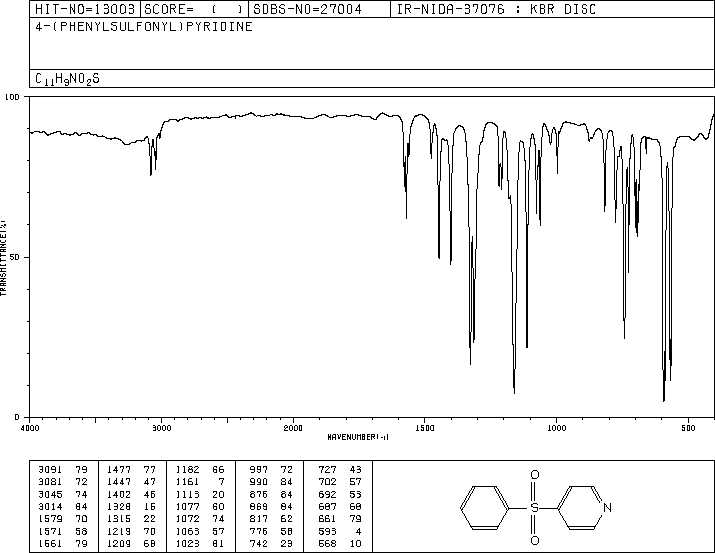 HIT-NO=13003 SCORE= ( ) SDBS-NO=27004 IR-NIDA-37076 : KBR DISC
4-(PHENYLSULFONYL)PYRIDINE
C11H9NO2S
100
50
0
TRANSMITTANCE(%)
4000 3000 2000 1500 1000 500
WAVENUMBER(-1)
3091 79 1477 77 1182 66 997 72 727 43
3081 72 1447 47 1161 7 990 84 702 57
3045 74 1402 46 1113 20 876 84 692 55
3014 84 1328 16 1077 60 869 84 687 68
1579 70 1315 22 1072 74 817 62 661 79
1571 58 1219 70 1063 57 776 58 593 4
1561 79 1209 68 1023 81 742 23 568 10
O
S N
O